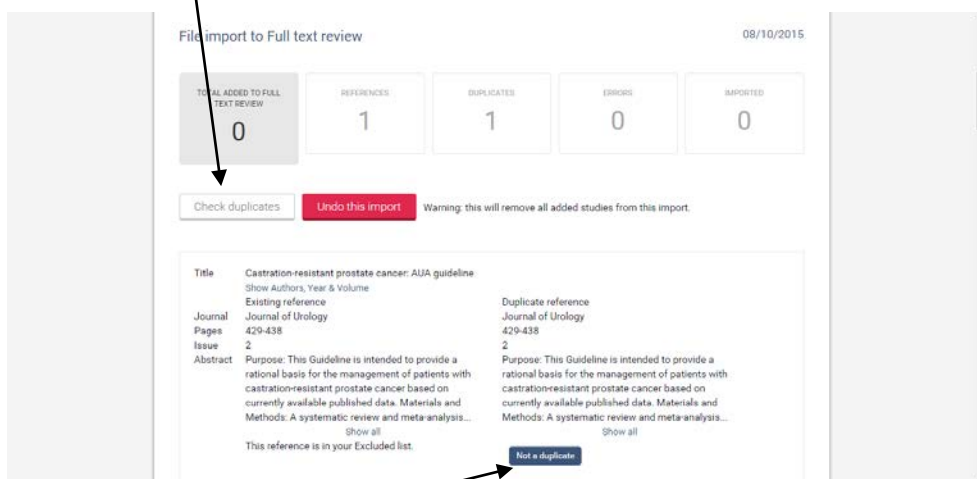 File import to Full text review
08/10/2015
TOTAL ADDED TO FULL TEXT REVIEW
0
REFERENCES
1
DUPLICATES
1
ERRORS
0
IMPORTED
0
Check duplicates
Undo this import
Warning: this will remove all added studies from this import.
Title Castration-resistant prostate cancer: AUA guideline
Show Authors, Year & Volume
Existing reference
Duplicate reference
Journal Journal of Urology
Journal of Urology
Pages 429-438
429-438
Issue 2
2
Abstract Purpose: This Guideline is intended to provide a
rational basis for the management of patients with
castration-resistant prostate cancer based on
currently available published data. Materials and
Methods: A systematic review and meta-analysis...
Show all
This reference is in your Excluded list.
Purpose: This Guideline is intended to provide a
rational basis for the management of patients with
castration-resistant prostate cancer based on
currently available published data. Materials and
Methods: A systematic review and meta-analysis...
Show all
Not a duplicate